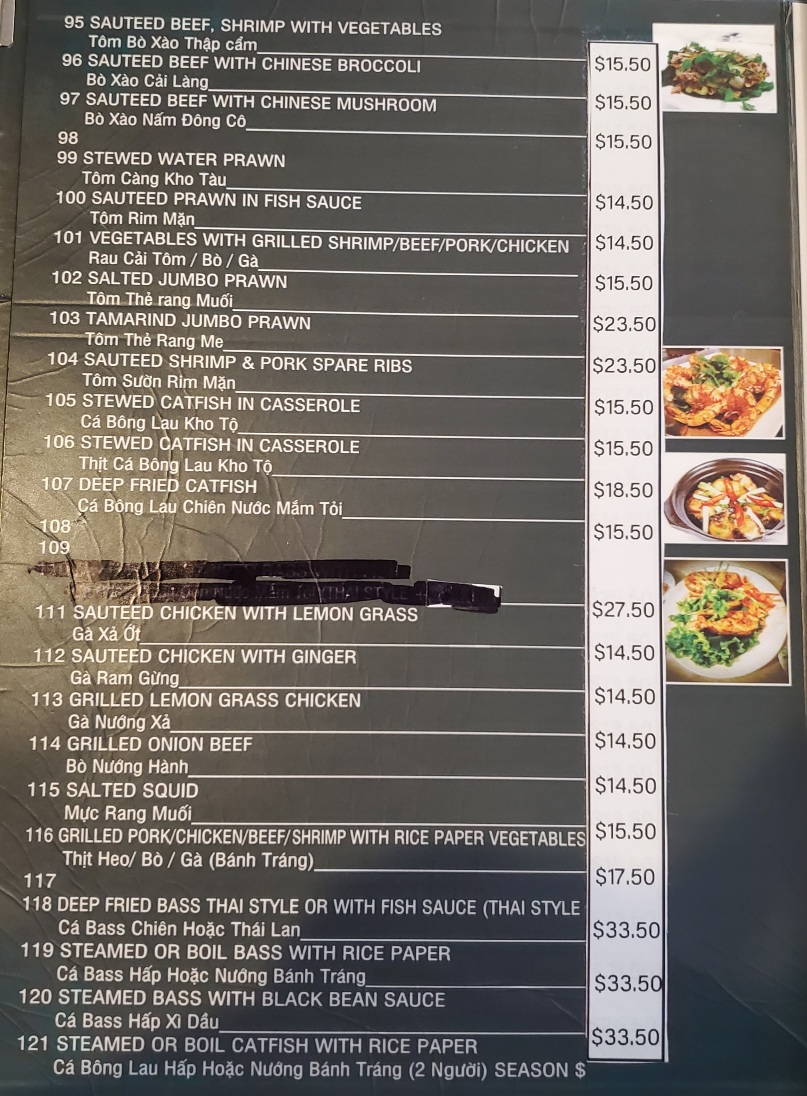 95 SAUTEED BEEF, SHRIMP WITH VEGETABLES
Tôm Bò Xào Thập cẩm $15.50
96 SAUTEED BEEF WITH CHINESE BROCCOLI
Bò Xào Cải Làng $15.50
97 SAUTEED BEEF WITH CHINESE MUSHROOM
Bò Xào Nấm Đông Cô $15.50
98
99 STEWED WATER PRAWN
Tôm Càng Kho Tàu $14.50
100 SAUTEED PRAWN IN FISH SAUCE
Tôm Rim Mặn $14.50
101 VEGETABLES WITH GRILLED SHRIMP/BEEF/PORK/CHICKEN
Rau Cải Tôm / Bò / Gà $15.50
102 SALTED JUMBO PRAWN
Tôm Thẻ rang Muối $23.50
103 TAMARIND JUMBO PRAWN
Tôm Thẻ Rang Me $23.50
104 SAUTEED SHRIMP & PORK SPARE RIBS
Tôm Sườn Rim Mặn $15.50
105 STEWED CATFISH IN CASSEROLE
Cá Bông Lau Kho Tộ $15.50
106 STEWED CATFISH IN CASSEROLE
Thịt Cá Bông Lau Kho Tộ $18.50
107 DEEP FRIED CATFISH
Cá Bông Lau Chiên Nước Mắm Tỏi $15.50
108
109
THAI STYLE $27.50
111 SAUTEED CHICKEN WITH LEMON GRASS
Gà Xả Ớt $14.50
112 SAUTEED CHICKEN WITH GINGER
Gà Ram Gừng $14.50
113 GRILLED LEMON GRASS CHICKEN
Gà Nướng Xả $14.50
114 GRILLED ONION BEEF
Bò Nướng Hành $14.50
115 SALTED SQUID
Mực Rang Muối $15.50
116 GRILLED PORK/CHICKEN/BEEF/SHRIMP WITH RICE PAPER VEGETABLES
Thịt Heo/ Bò / Gà (Bánh Tráng) $17.50
117
118 DEEP FRIED BASS THAI STYLE OR WITH FISH SAUCE (THAI STYLE
Cá Bass Chiên Hoặc Thái Lan $33.50
119 STEAMED OR BOIL BASS WITH RICE PAPER
Cá Bass Hấp Hoặc Nướng Bánh Tráng $33.50
120 STEAMED BASS WITH BLACK BEAN SAUCE
Cá Bass Hấp Xì Dầu $33.50
121 STEAMED OR BOIL CATFISH WITH RICE PAPER
Cá Bông Lau Hấp Hoặc Nướng Bánh Tráng (2 Người) SEASON $